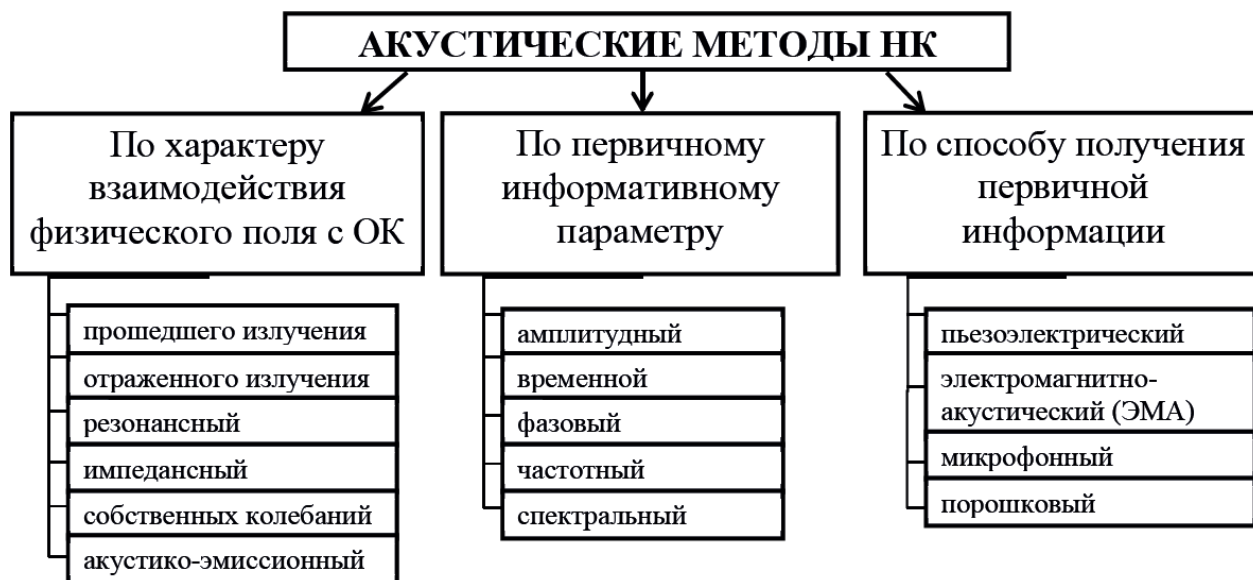 АКУСТИЧЕСКИЕ МЕТОДЫ НК
По характеру
взаимодействия
физического поля с ОК
прошедшего излучения
отраженного излучения
резонансный
импедансный
собственных колебаний
акустико-эмиссионный
По первичному
информативному
параметру
амплитудный
временной
фазовый
частотный
спектральный
По способу получения
первичной
информации
пьезоэлектрический
электромагнитно-
акустический (ЭМА)
микрофонный
порошковый